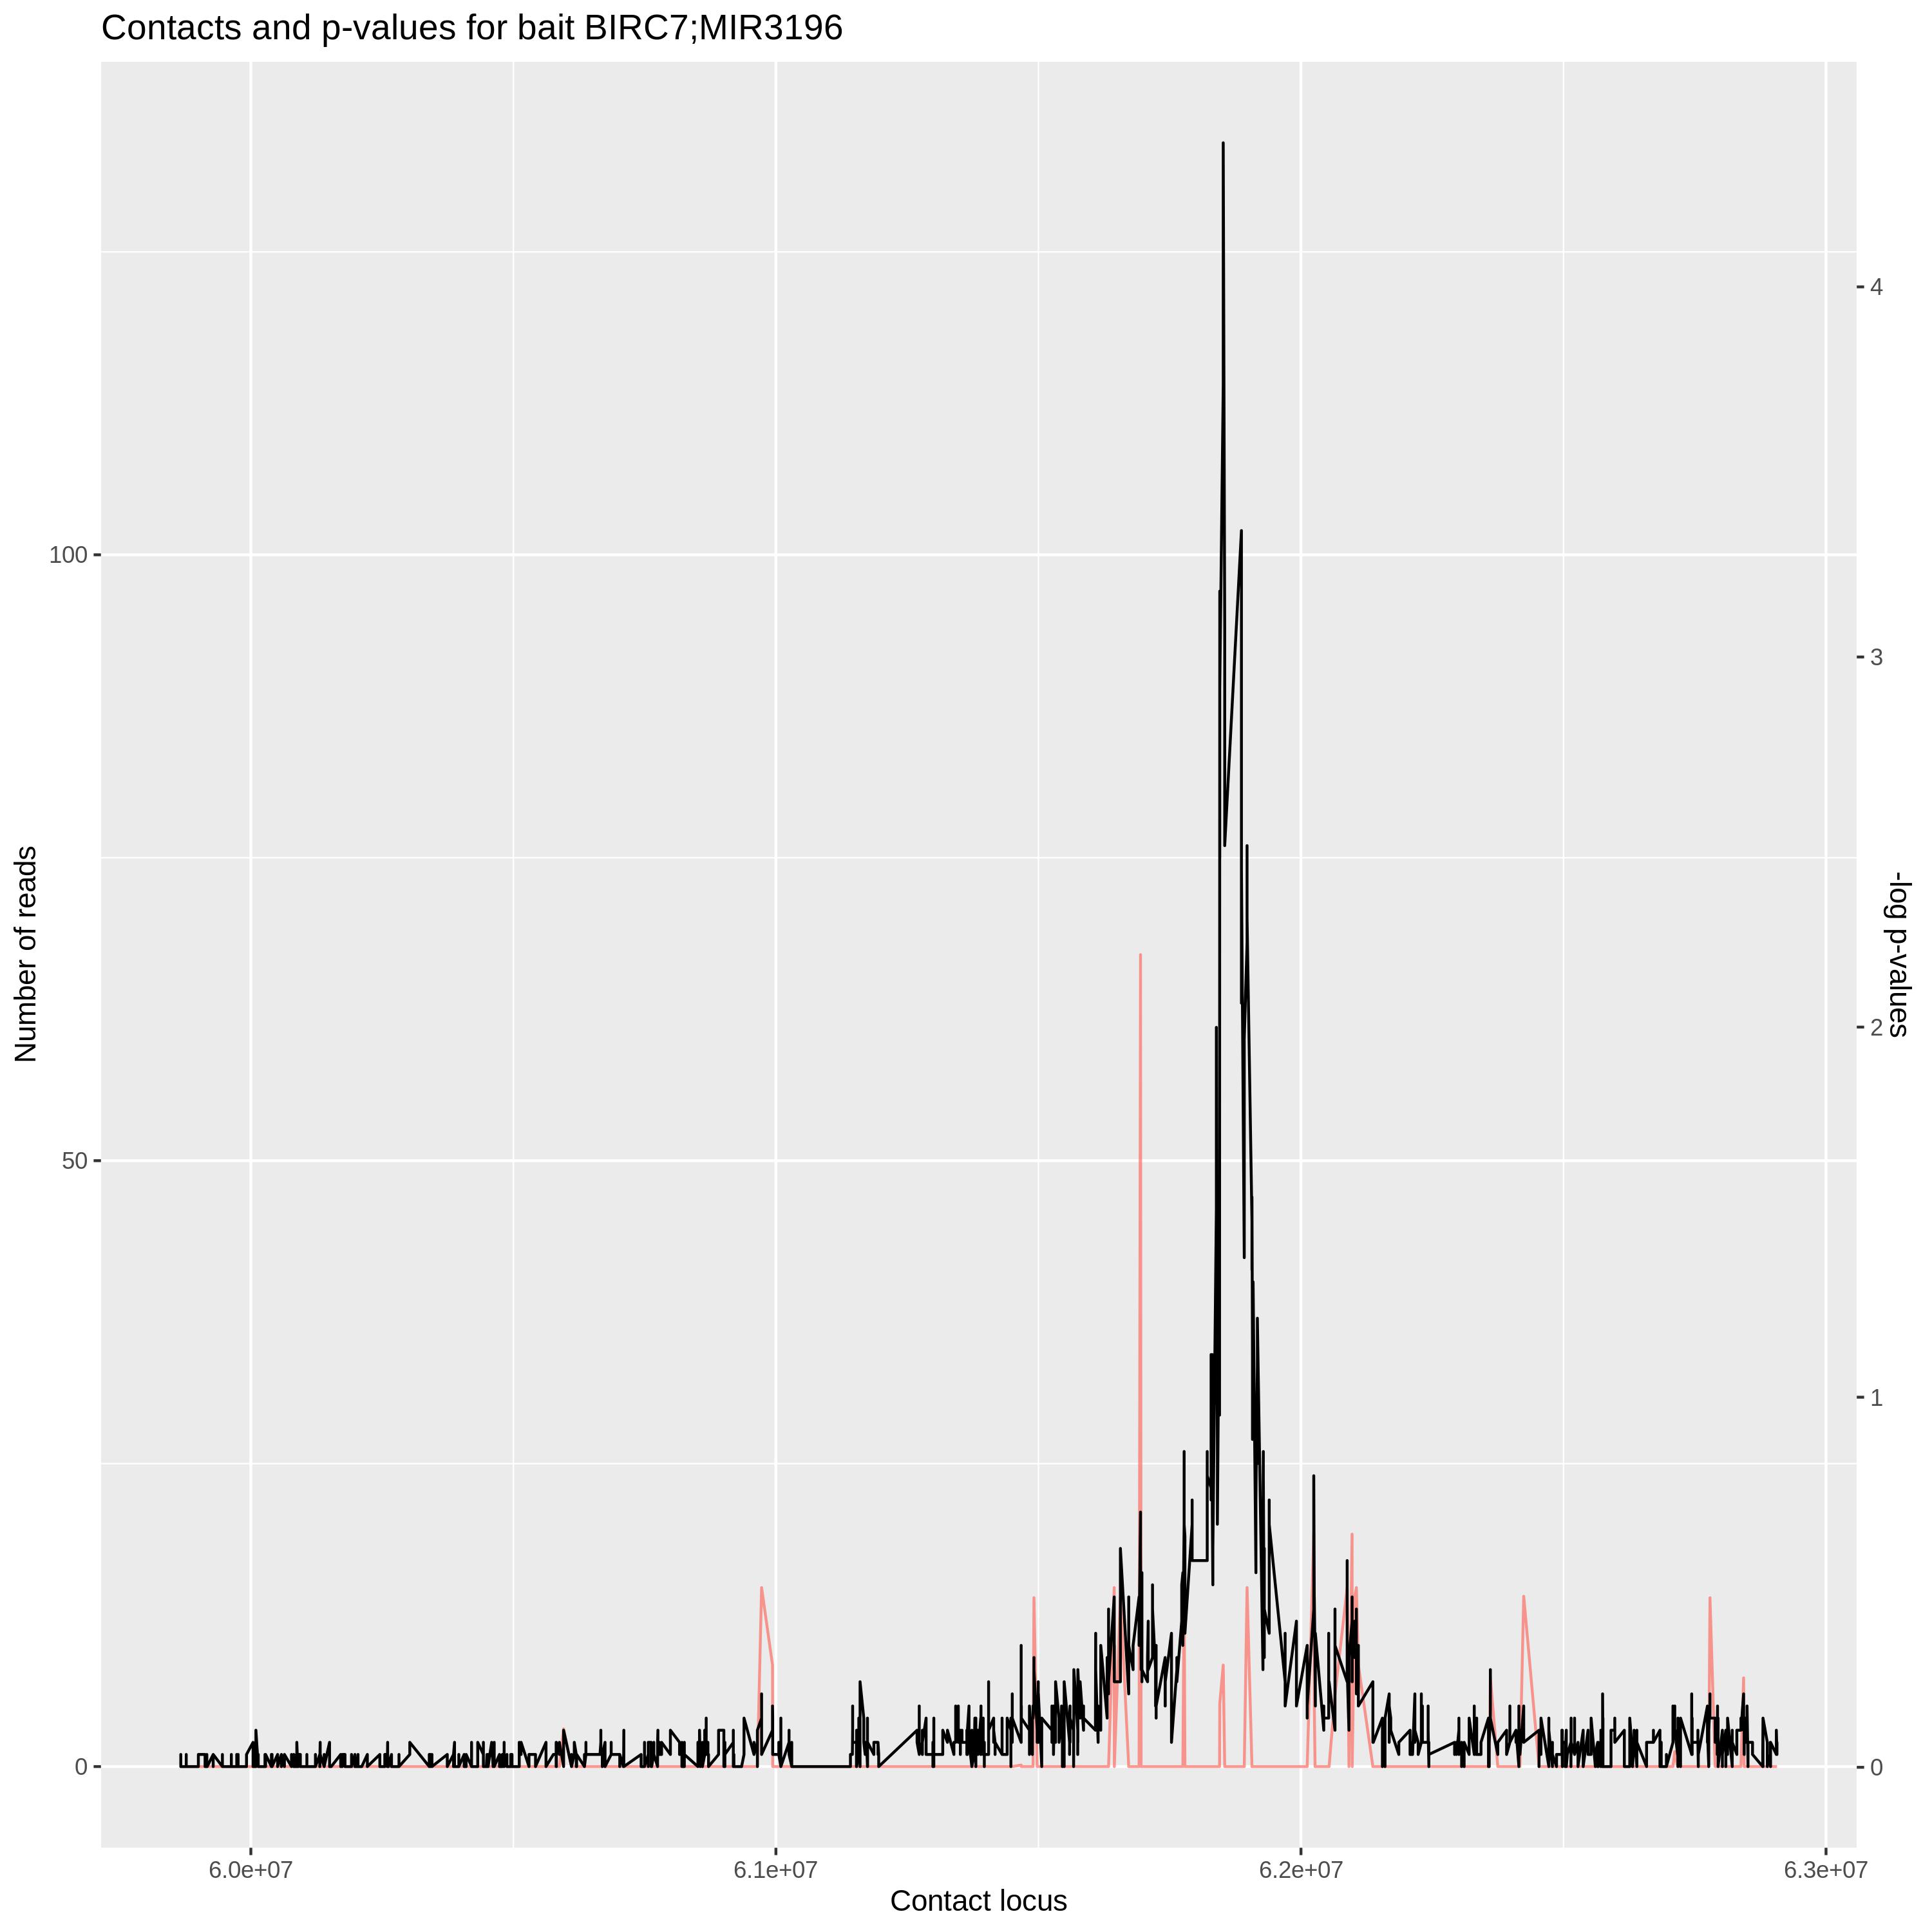 Contacts and p-values for bait BIRC7;MIR3196
Number of reads
100
50
0
4
3
2
1
0
-log p-values
6.0e+07
6.1e+07
6.2e+07
6.3e+07
Contact locus